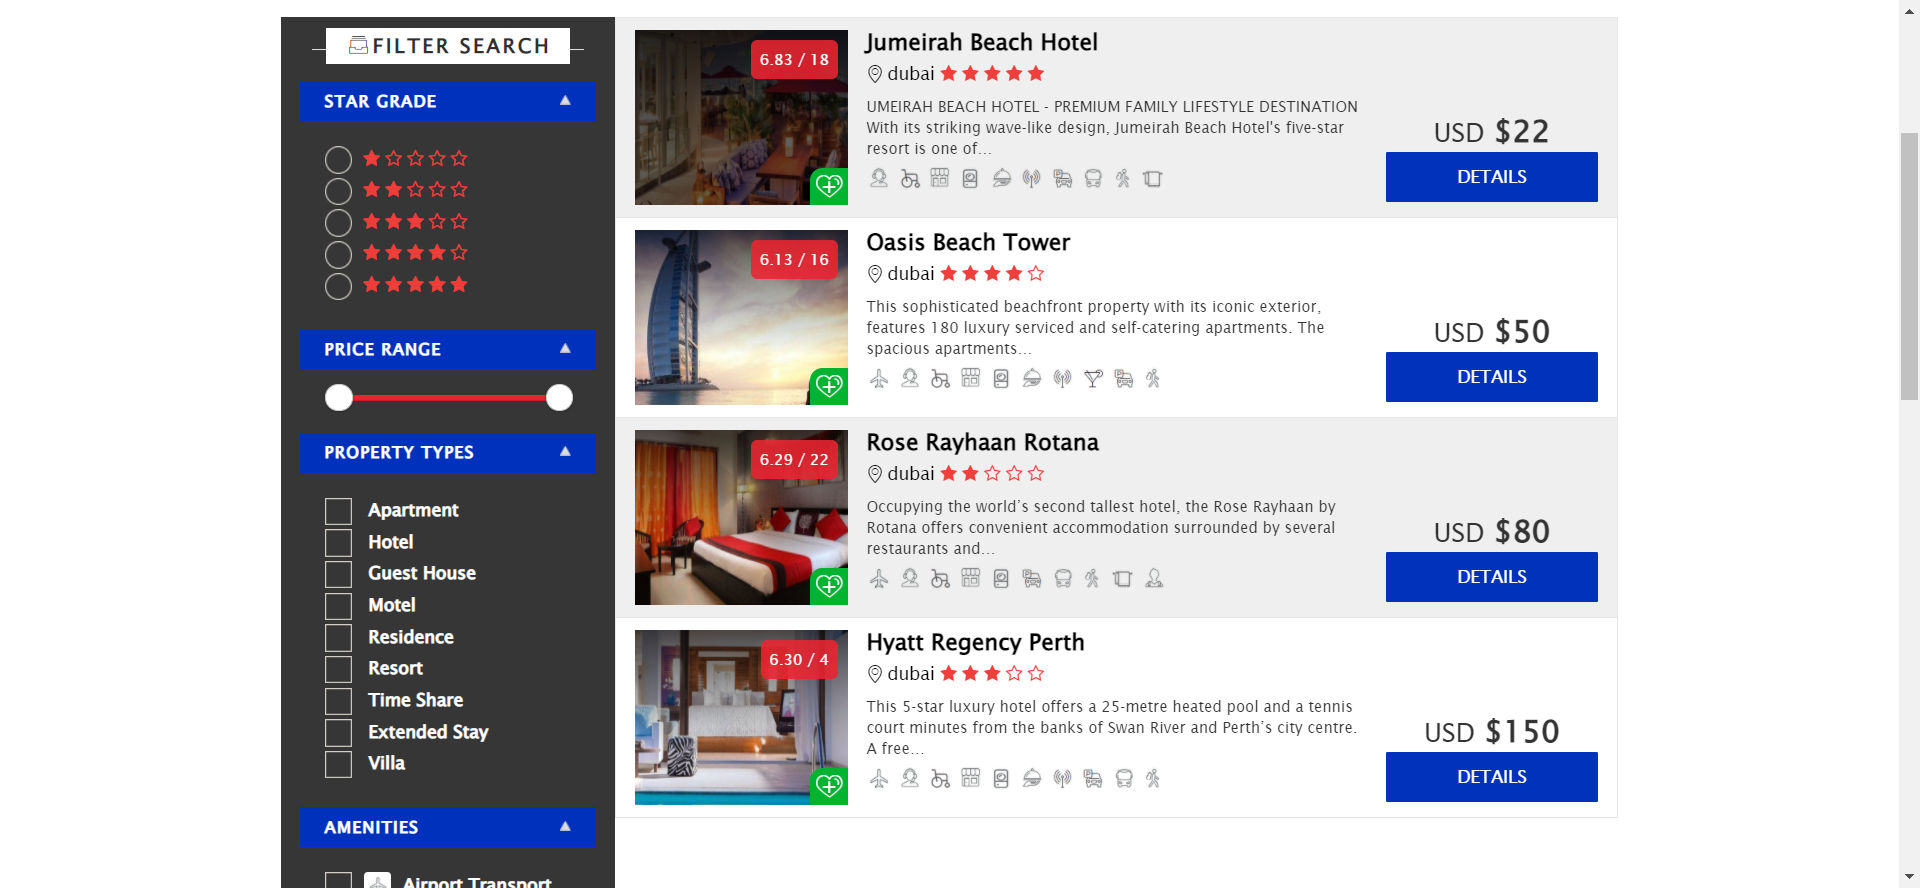 FILTER SEARCH
STAR GRADE
PRICE RANGE
PROPERTY TYPES
Apartment
Hotel
Guest House
Motel
Residence
Resort
Time Share
Extended Stay
Villa
AMENITIES
Airport Transport
6.83 / 18
Jumeirah Beach Hotel
dubai
UMEIRAH BEACH HOTEL - PREMIUM FAMILY LIFESTYLE DESTINATION
With its striking wave-like design, Jumeirah Beach Hotel's five-star
resort is one of...
USD $22
DETAILS
6.13 / 16
Oasis Beach Tower
dubai
This sophisticated beachfront property with its iconic exterior,
features 180 luxury serviced and self-catering apartments. The
spacious apartments...
USD $50
DETAILS
6.29 / 22
Rose Rayhaan Rotana
dubai
Occupying the world’s second tallest hotel, the Rose Rayhaan by
Rotana offers convenient accommodation surrounded by several
restaurants and...
USD $80
DETAILS
6.30 / 4
Hyatt Regency Perth
dubai
This 5-star luxury hotel offers a 25-metre heated pool and a tennis
court minutes from the banks of Swan River and Perth’s city centre.
A free...
USD $150
DETAILS